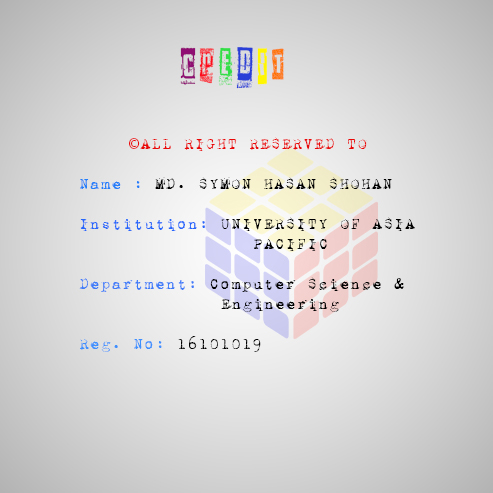 CREDIT
©ALL RIGHT RESERVED TO
Name : MD. SYMON HASAN SHOHAN
Institution: UNIVERSITY OF ASIA
PACIFIC
Department: Computer Science &
Engineering
Reg. No: 16101019